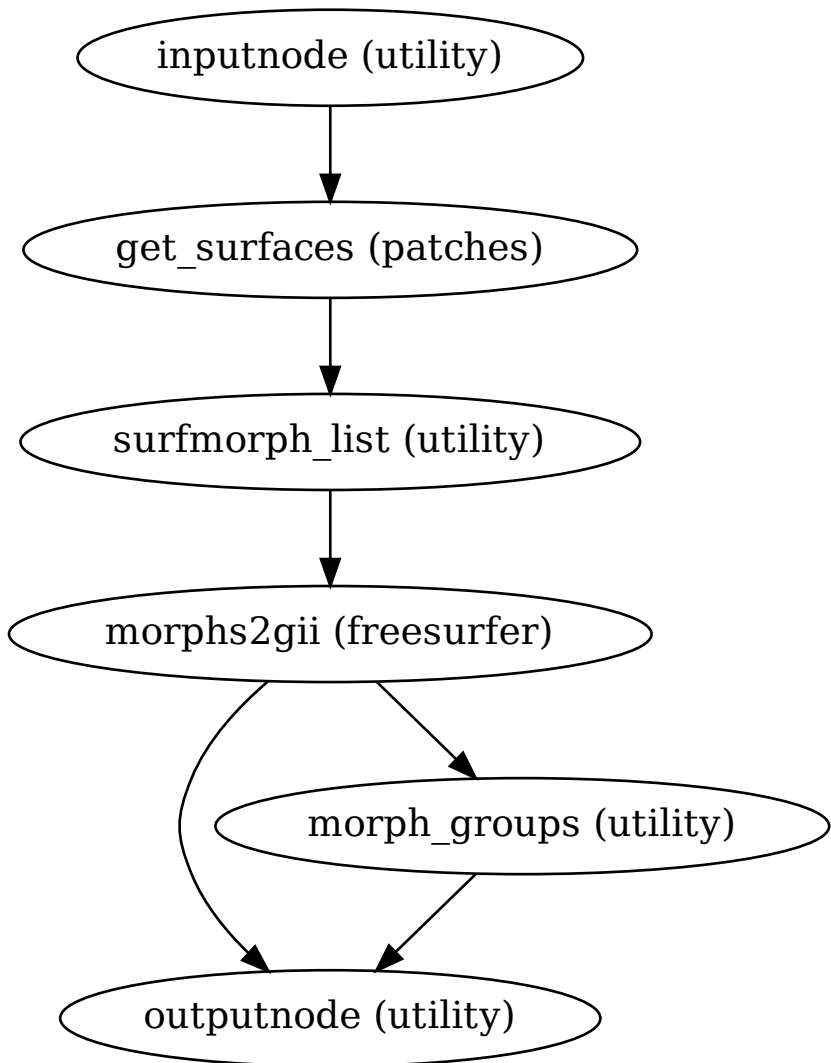 inputnode (utility)
get_surfaces (patches)
surfmorph_list (utility)
morphs2gii (freesurfer)
morph_groups (utility)
outputnode (utility)